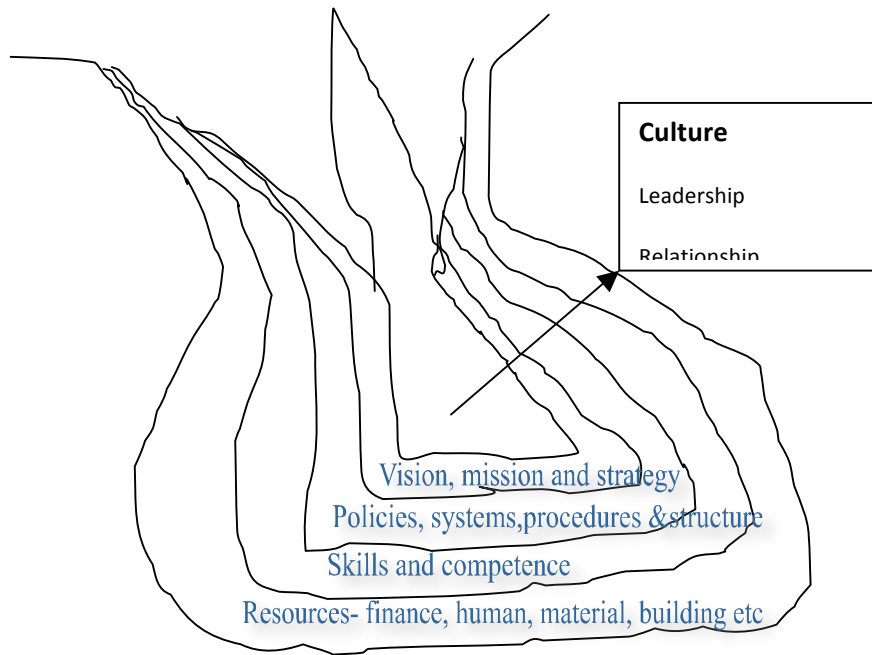 Culture
Leadership
Relationship
Vision, mission and strategy
Policies, systems,procedures &structure
Skills and competence
Resources- finance, human, material, building etc